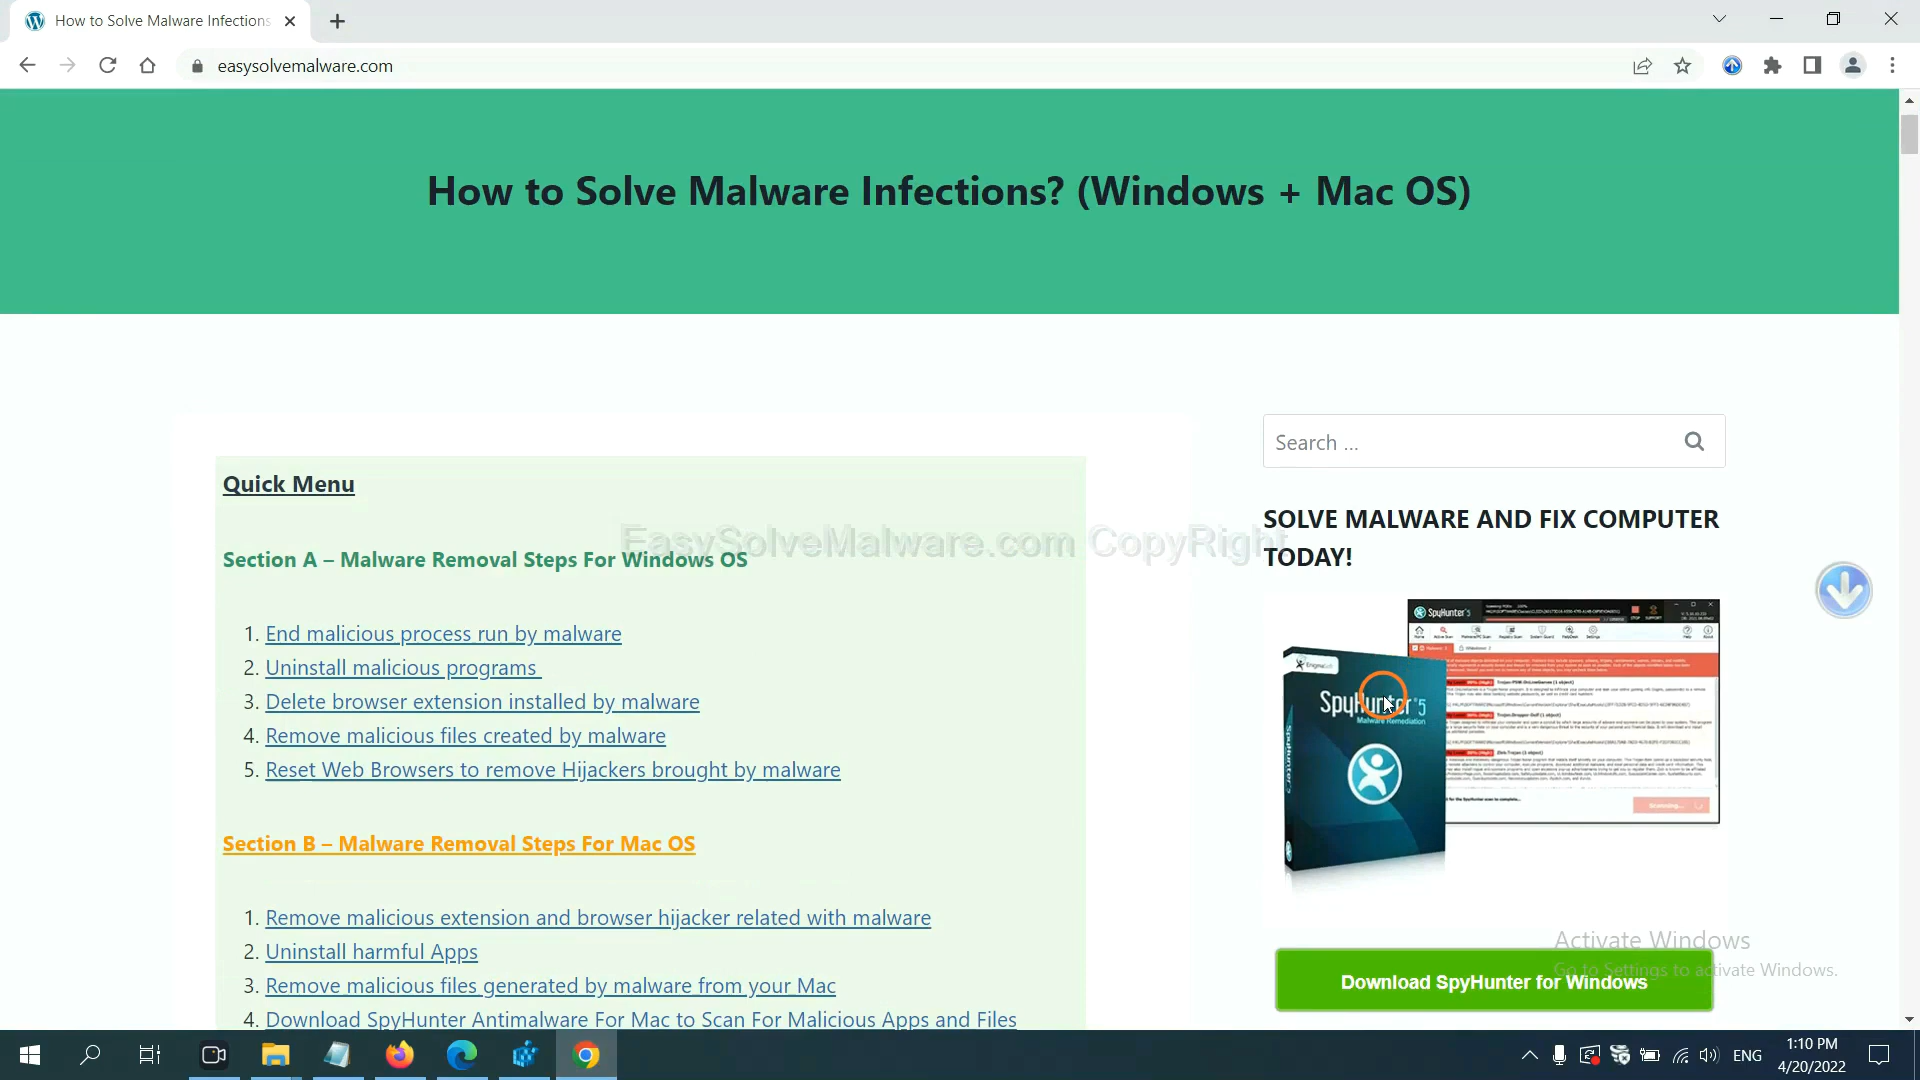 How to Solve Malware Infections
easysolvemalware.com
How to Solve Malware Infections? (Windows + Mac OS)
Search ...
Quick Menu
SOLVE MALWARE AND FIX COMPUTER
TODAY!
EasySolveMalware.com CopyRight
Section A – Malware Removal Steps For Windows OS
1. End malicious process run by malware
2. Uninstall malicious programs
3. Delete browser extension installed by malware
4. Remove malicious files created by malware
5. Reset Web Browsers to remove Hijackers brought by malware
SpyHunter 5
EnigmaSoft
SpyHunter 5
Malware Remediation
SpyHunter 5
Section B – Malware Removal Steps For Mac OS
1. Remove malicious extension and browser hijacker related with malware
2. Uninstall harmful Apps
3. Remove malicious files generated by malware from your Mac
4. Download SpyHunter Antimalware For Mac to Scan For Malicious Apps and Files
Activate Windows
Go to Settings to activate Windows.
Download SpyHunter for Windows
ENG
1:10 PM
4/20/2022